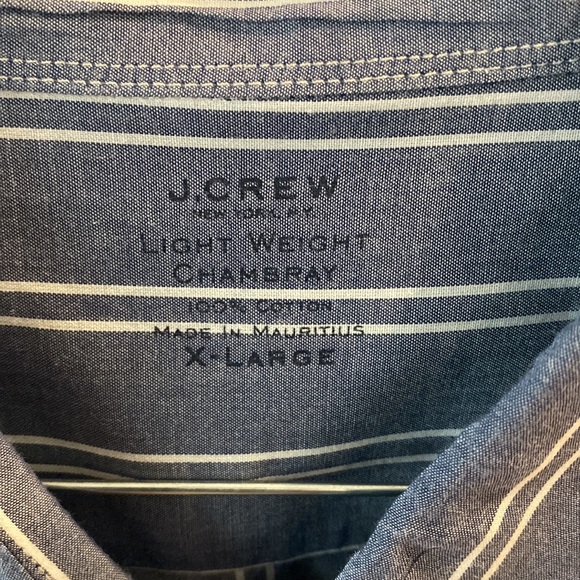 J.CREW
NEW YORK, N.Y.
LIGHT WEIGHT
CHAMBRAY
100% COTTON
MADE IN MAURITIUS
X-LARGE